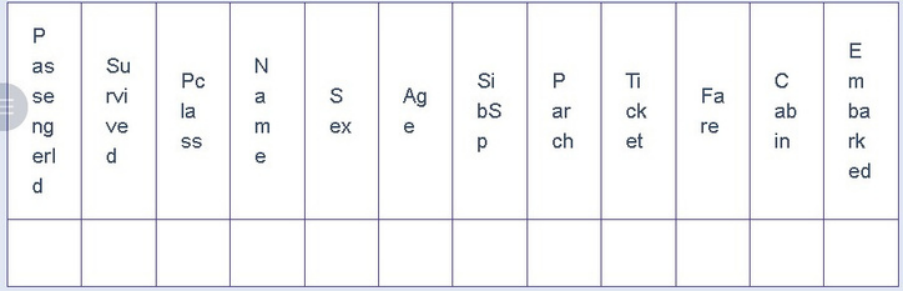 P
as
se
ng
erI
d
Su
rvi
ve
d
Pc
la
ss
N
a
m
e
S
ex
Ag
e
Si
bS
p
P
ar
ch
Ti
ck
et
Fa
re
C
ab
in
E
m
ba
rk
ed